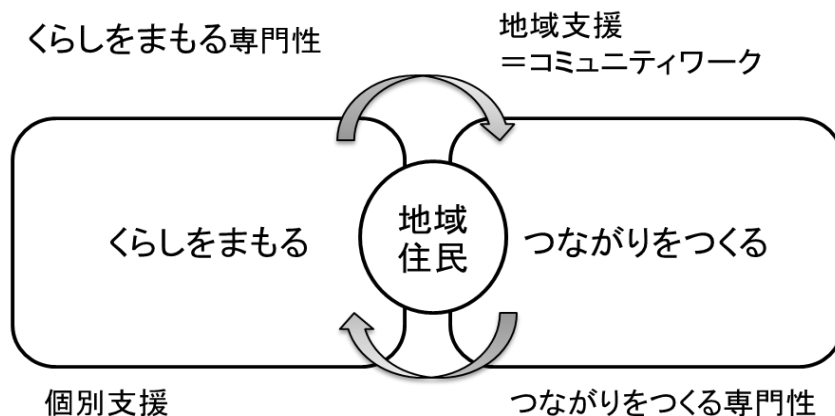 くらしをまもる専門性
地域支援
＝コミュニティワーク
くらしをまもる
地域
住民
つながりをつくる
個別支援
つながりをつくる専門性